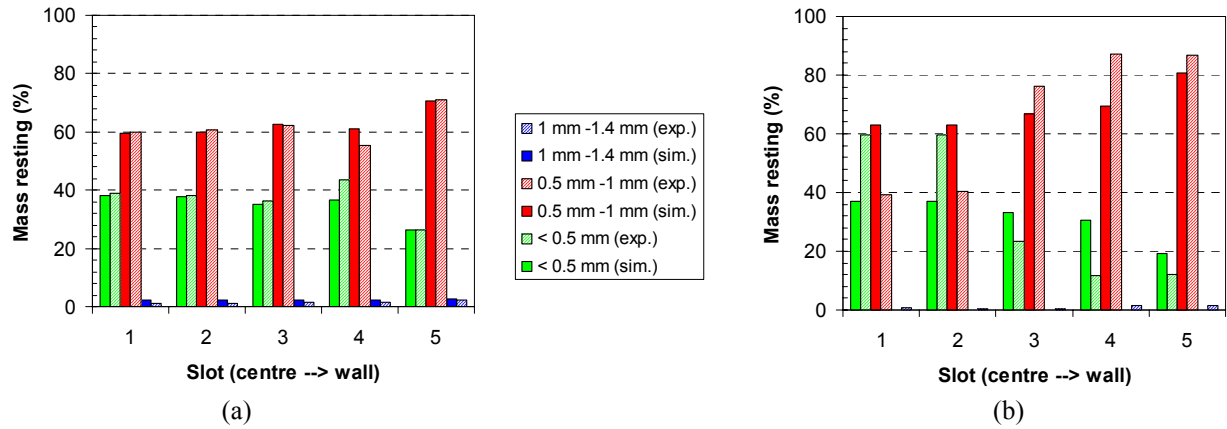 100
80
60
40
20
0
Mass resting (%)
1 2 3 4 5
Slot (centre --> wall)
(a)
1 mm -1.4 mm (exp.)
1 mm -1.4 mm (sim.)
0.5 mm -1 mm (exp.)
0.5 mm -1 mm (sim.)
< 0.5 mm (exp.)
< 0.5 mm (sim.)
100
80
60
40
20
0
Mass resting (%)
1 2 3 4 5
Slot (centre --> wall)
(b)